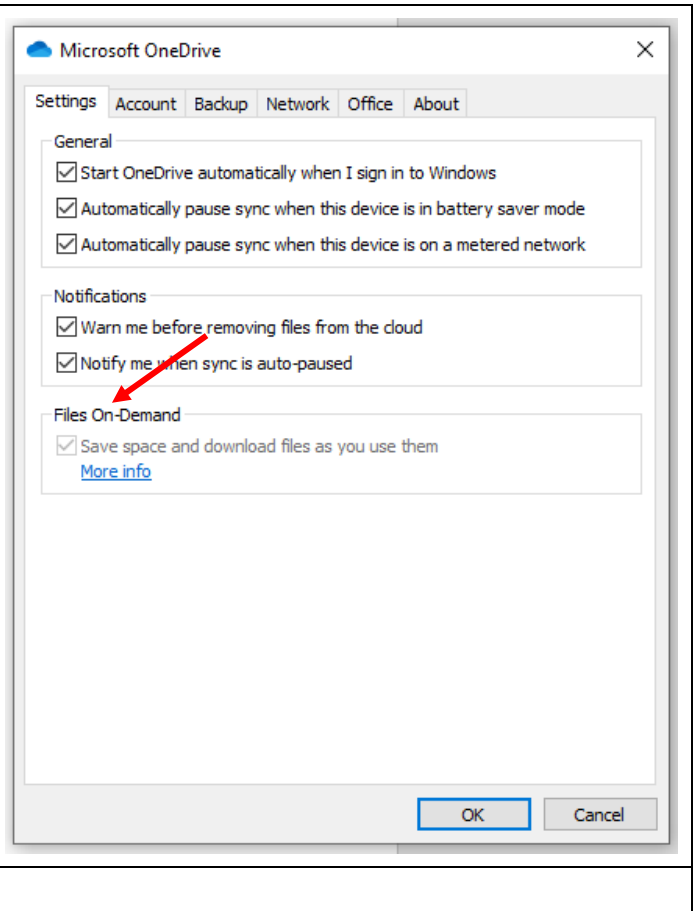 Microsoft OneDrive
Settings Account Backup Network Office About
General
Start OneDrive automatically when I sign in to Windows
Automatically pause sync when this device is in battery saver mode
Automatically pause sync when this device is on a metered network
Notifications
Warn me before removing files from the cloud
Notify me when sync is auto-paused
Files On-Demand
Save space and download files as you use them
More info
OK Cancel